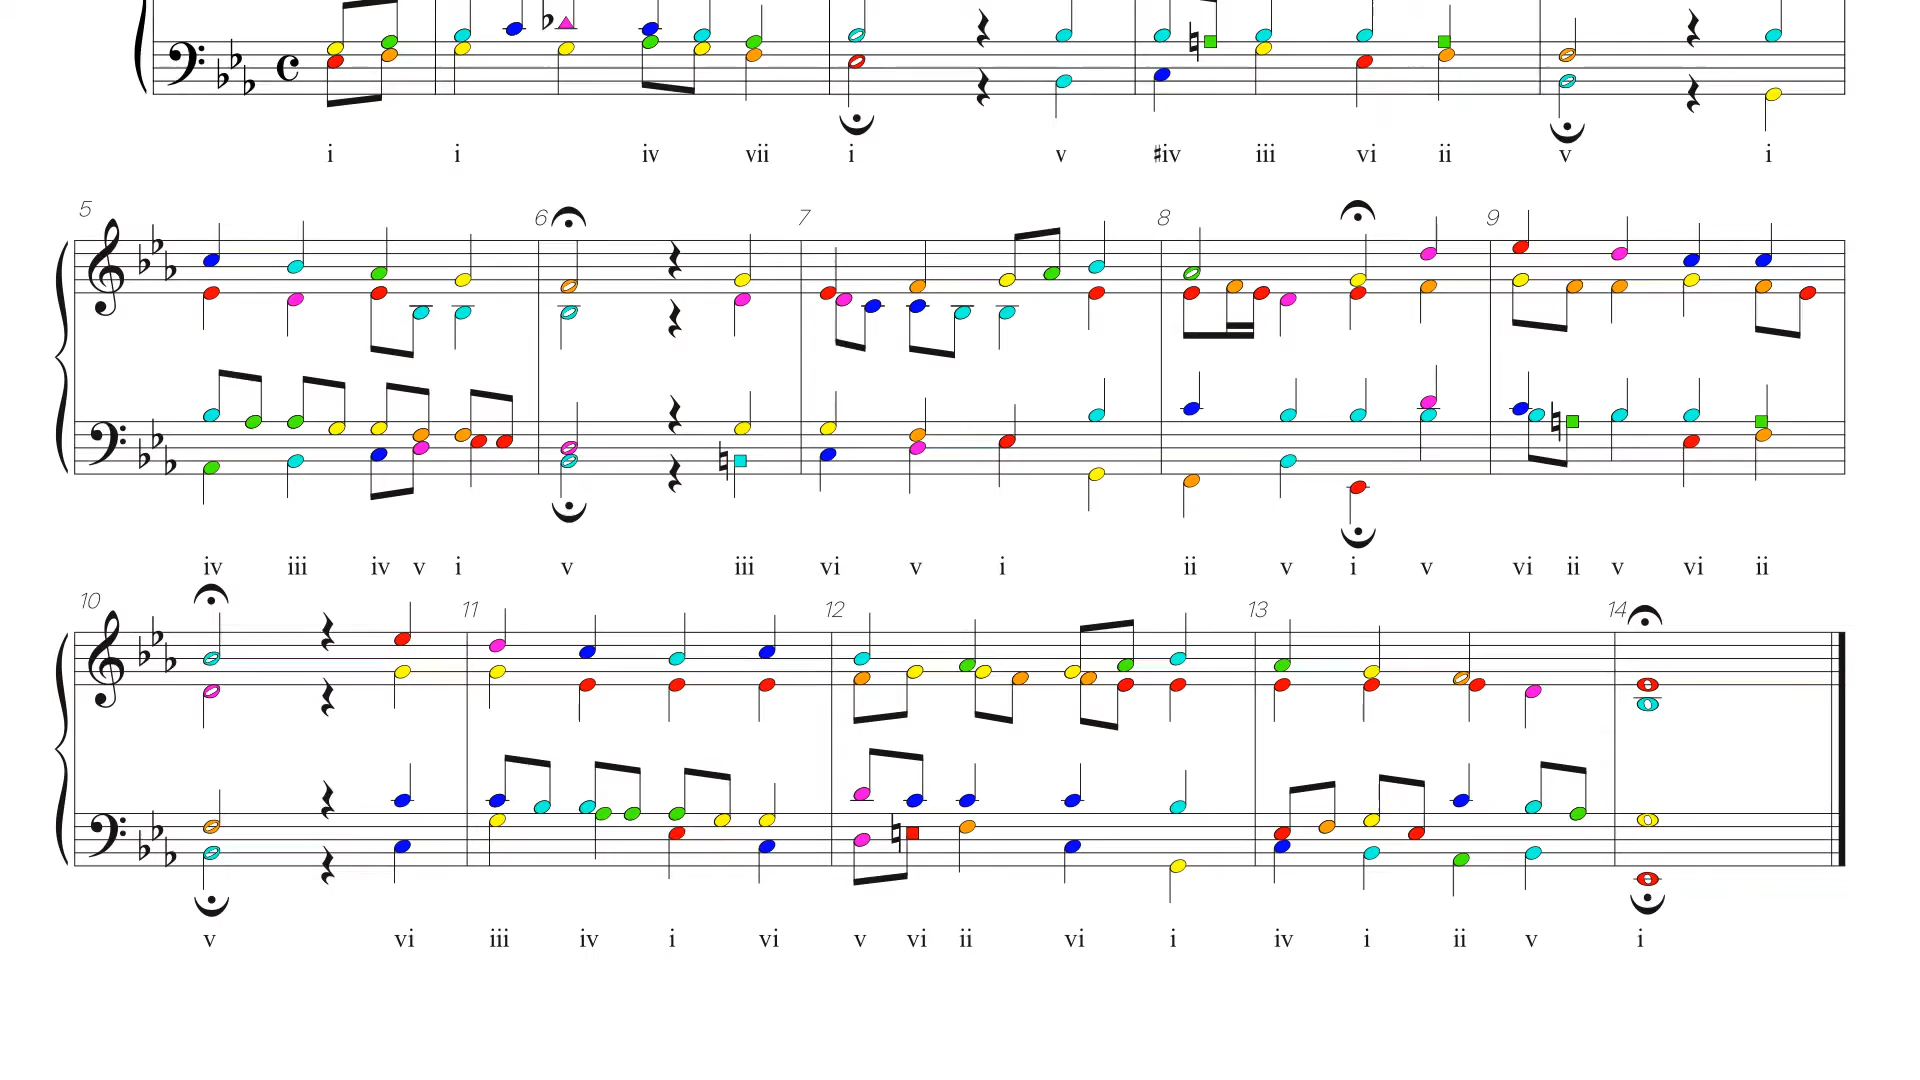 i i iv vii i v ♯iv iii vi ii v i
5 6 7 8 9
iv iii iv v i v iii vi v i ii v i v vi ii v vi ii
10 11 12 13 14
v vi iii iv i vi v vi ii vi i iv i ii v i